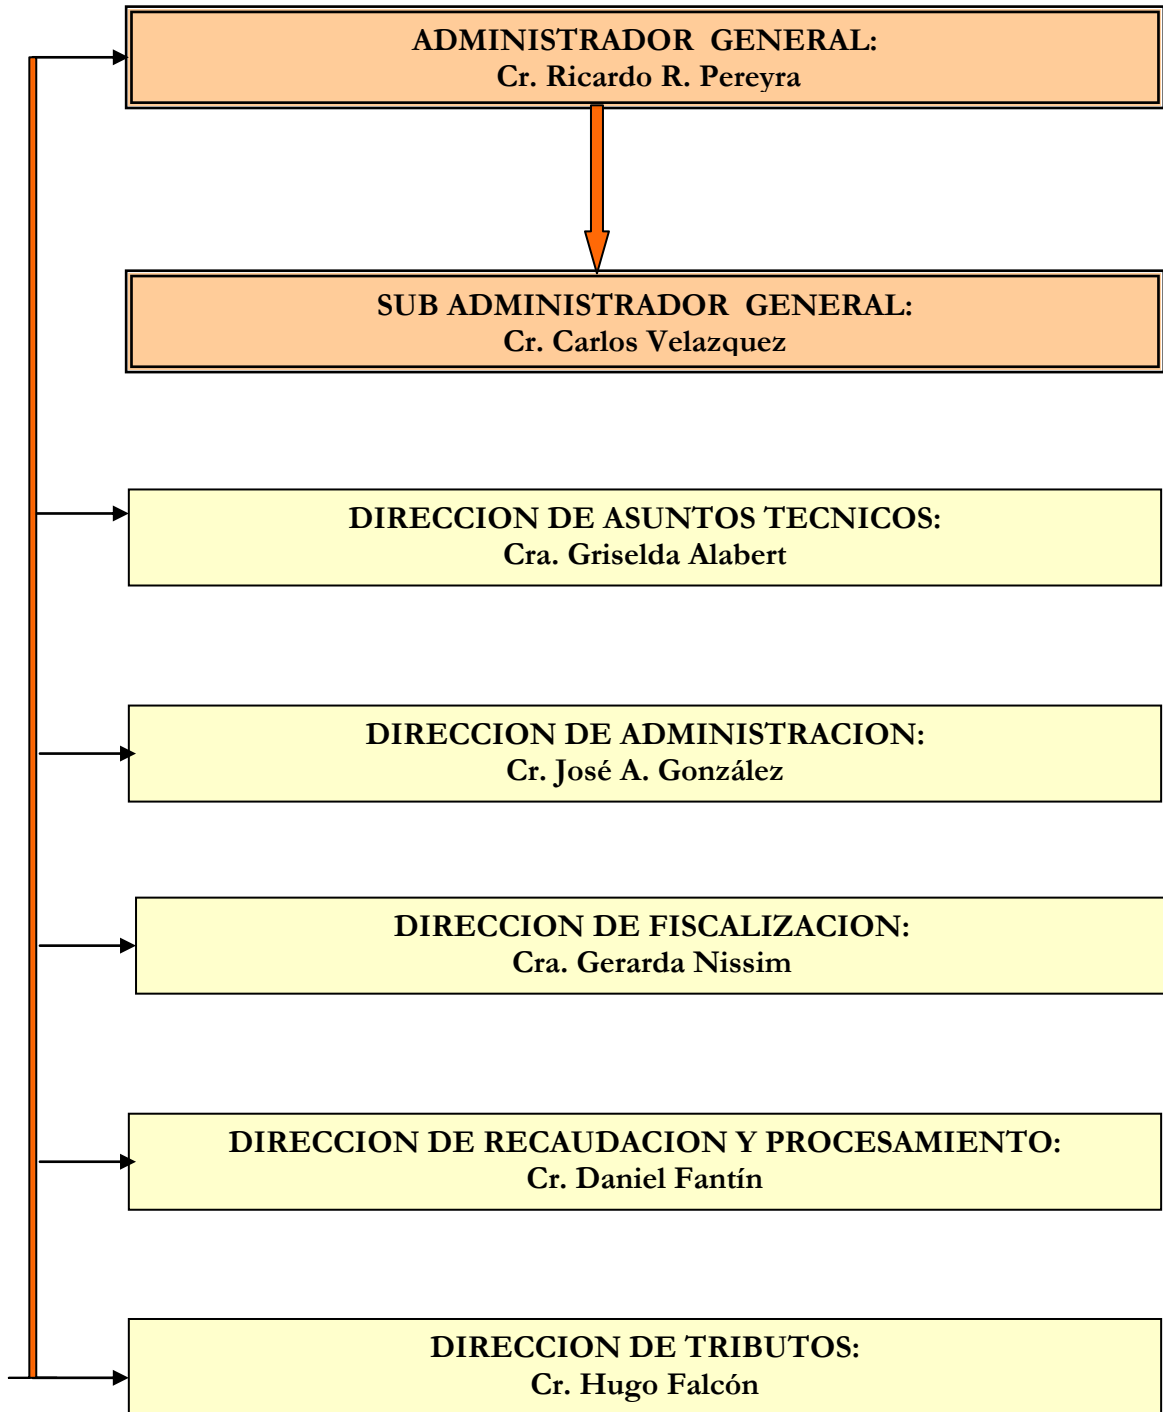 ADMINISTRADOR GENERAL:
Cr. Ricardo R. Pereyra
SUB ADMINISTRADOR GENERAL:
Cr. Carlos Velazquez
DIRECCION DE ASUNTOS TECNICOS:
Cra. Griselda Alabert
DIRECCION DE ADMINISTRACION:
Cr. José A. González
DIRECCION DE FISCALIZACION:
Cra. Gerarda Nissim
DIRECCION DE RECAUDACION Y PROCESAMIENTO:
Cr. Daniel Fantín
DIRECCION DE TRIBUTOS:
Cr. Hugo Falcón